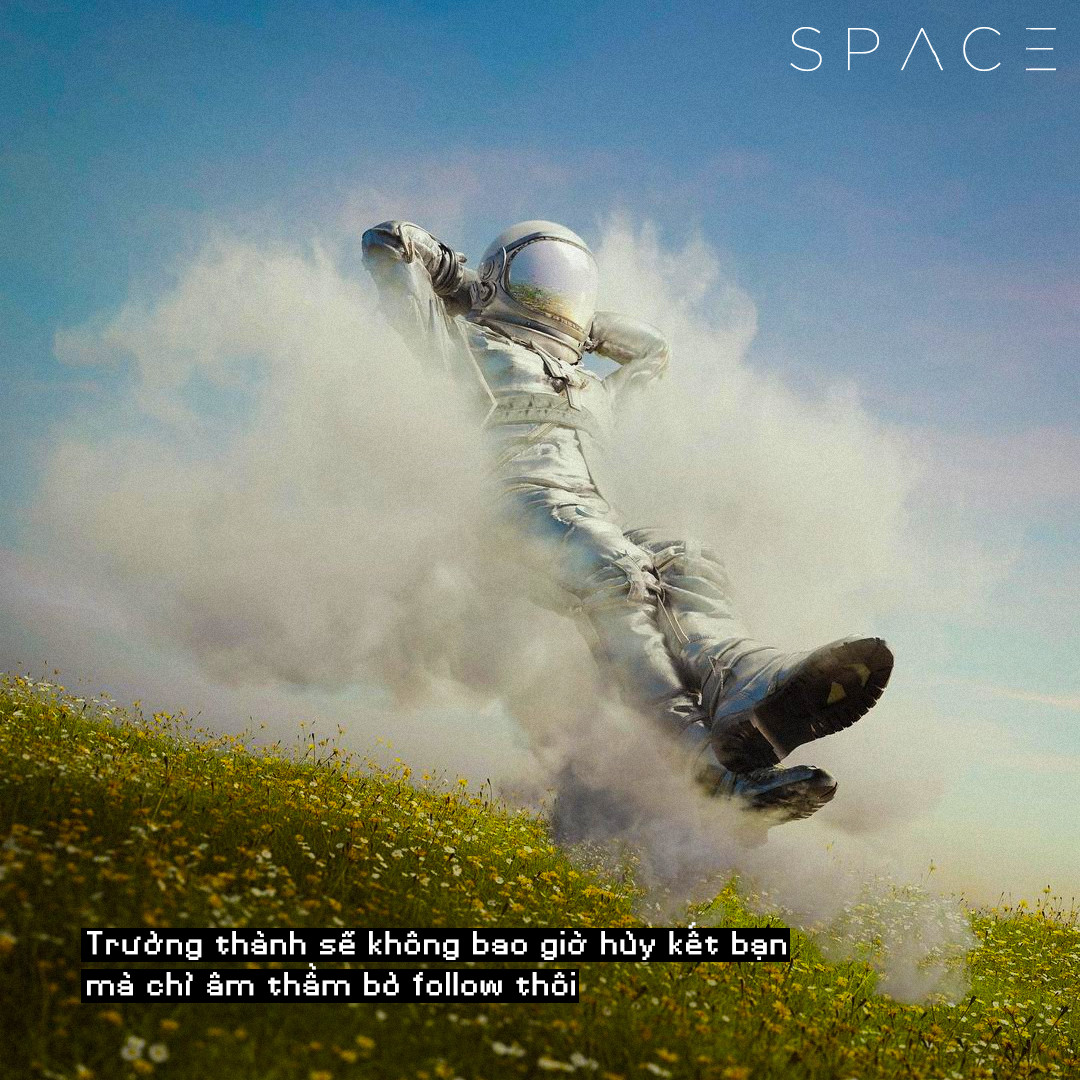 SPACE
Trưởng thành sẽ không bao giờ hủy kết bạn
mà chỉ âm thầm bỏ follow thôi